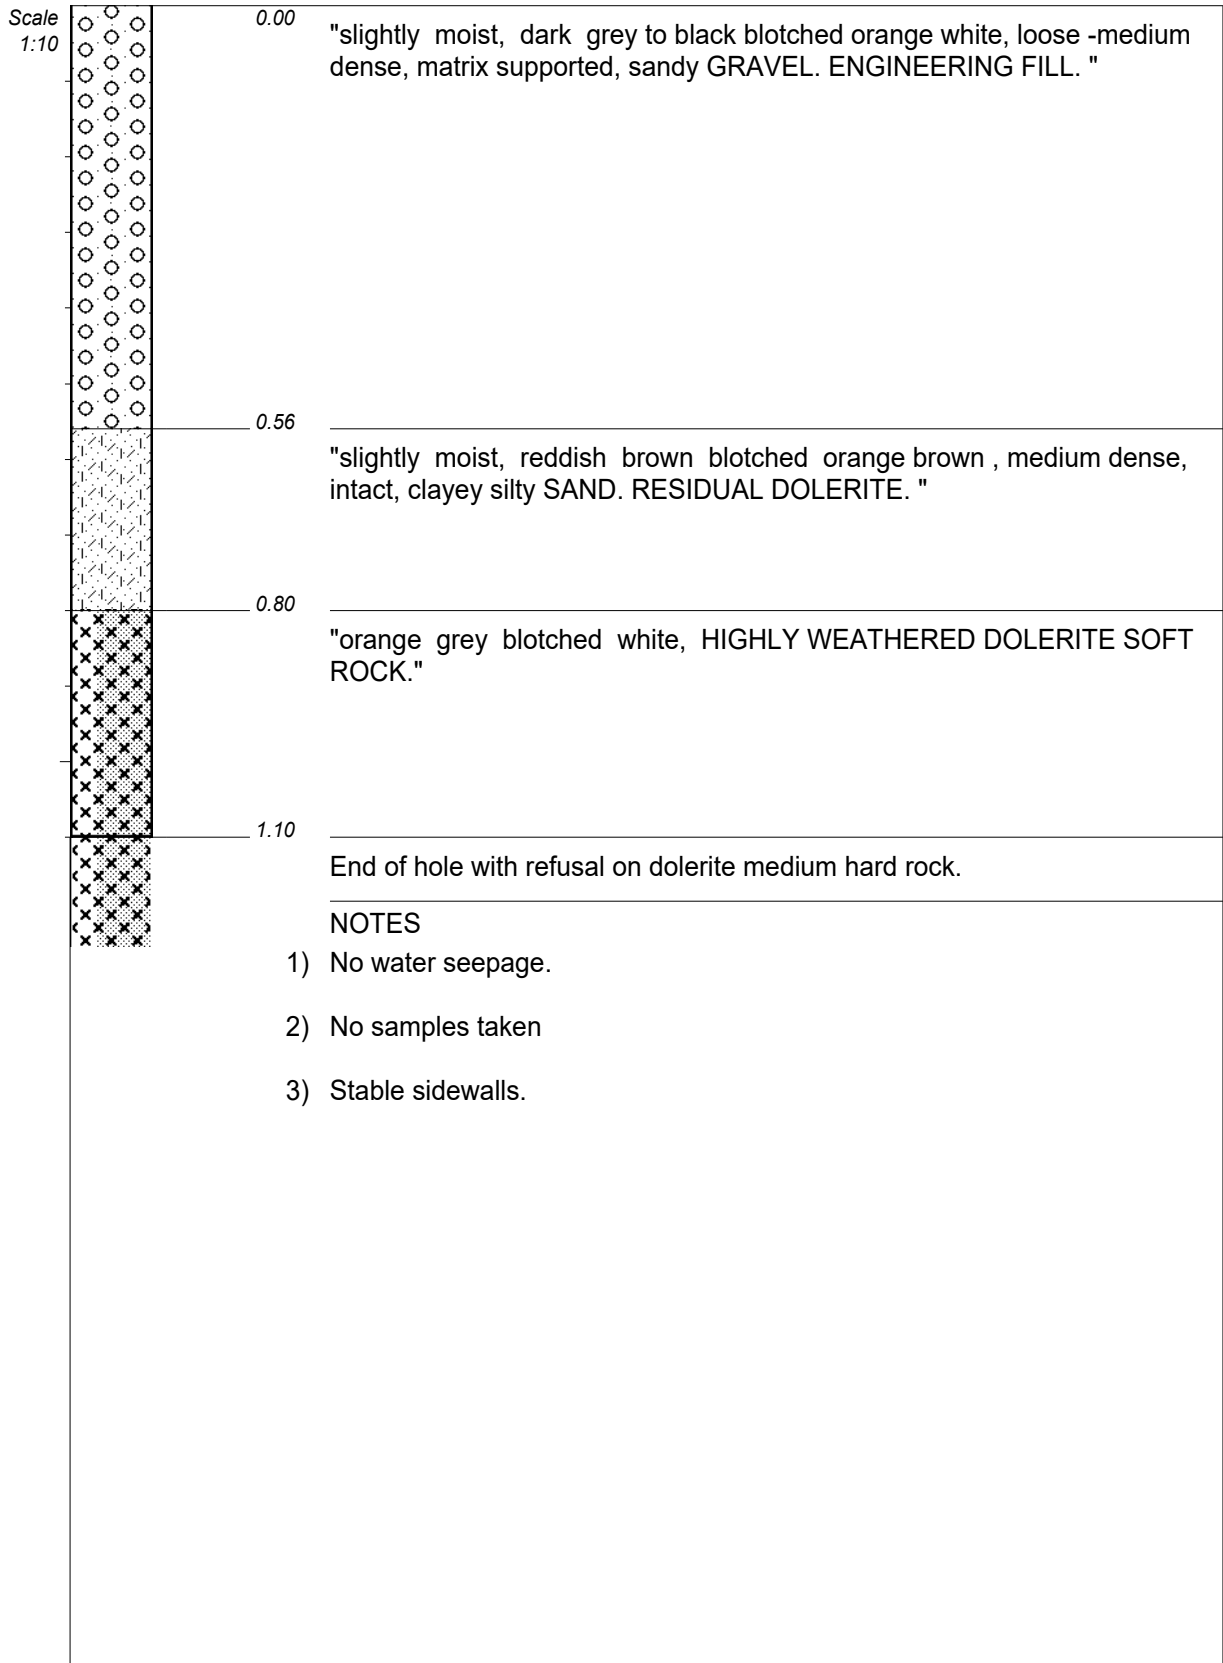 Scale
1:10
0.00
"slightly moist, dark grey to black blotched orange white, loose -medium
dense, matrix supported, sandy GRAVEL. ENGINEERING FILL. "
0.56
"slightly moist, reddish brown blotched orange brown , medium dense,
intact, clayey silty SAND. RESIDUAL DOLERITE. "
0.80
"orange grey blotched white, HIGHLY WEATHERED DOLERITE SOFT
ROCK."
1.10
End of hole with refusal on dolerite medium hard rock.
NOTES
1) No water seepage.
2) No samples taken
3) Stable sidewalls.